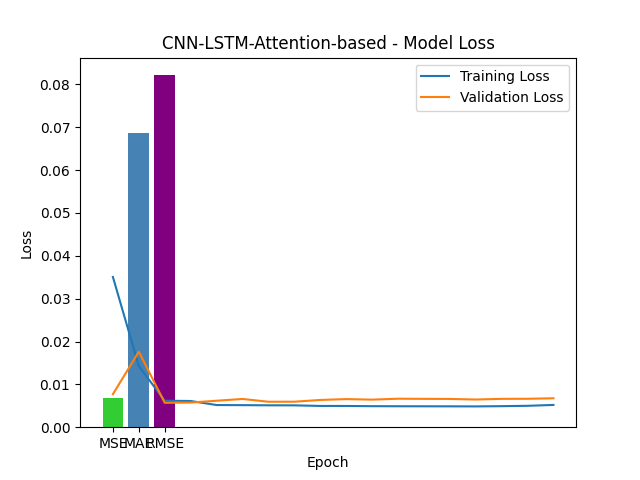 CNN-LSTM-Attention-based - Model Loss
Training Loss
Validation Loss
0.08
0.07
0.06
0.05
0.04
0.03
0.02
0.01
0.00
Loss
MSE MAE RMSE
Epoch